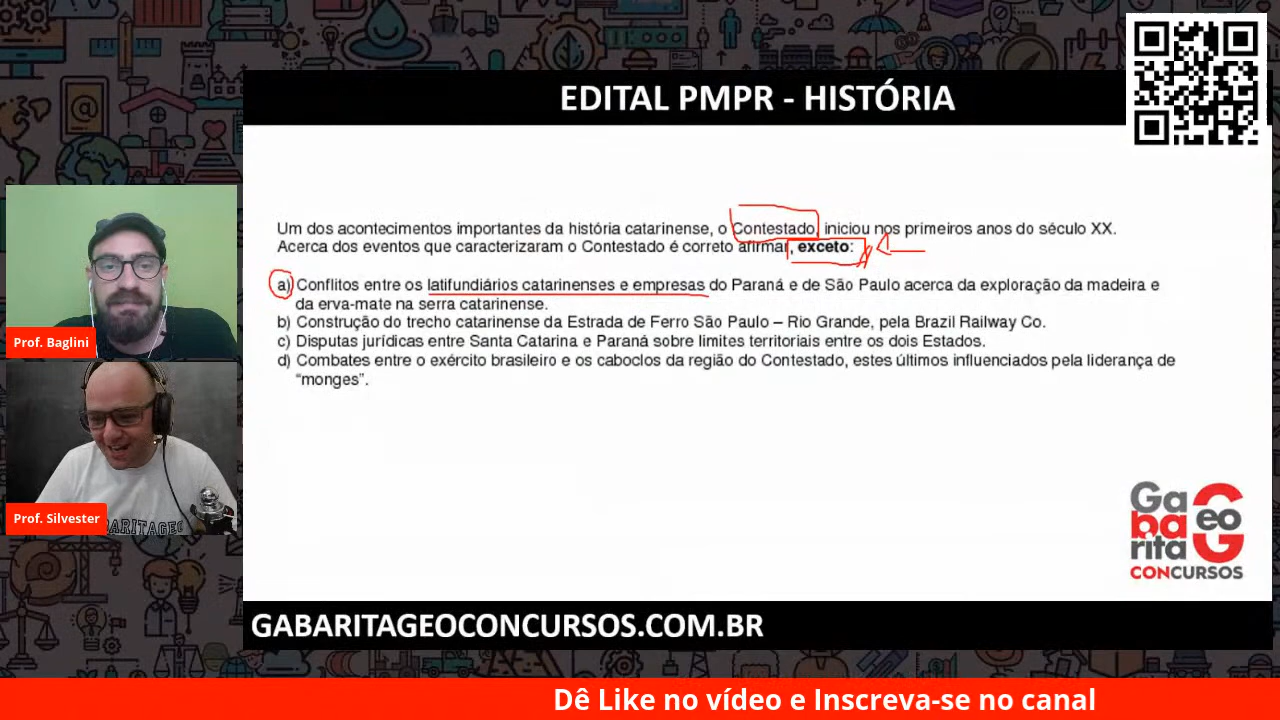 EDITAL PMPR - HISTÓRIA
Um dos acontecimentos importantes da história catarinense, o Contestado, iniciou nos primeiros anos do século XX.
Acerca dos eventos que caracterizaram o Contestado é correto afirmar, exceto:
a) Conflitos entre os latifundiários catarinenses e empresas do Paraná e de São Paulo acerca da exploração da madeira e
da erva-mate na serra catarinense.
b) Construção do trecho catarinense da Estrada de Ferro São Paulo – Rio Grande, pela Brazil Railway Co.
c) Disputas jurídicas entre Santa Catarina e Paraná sobre limites territoriais entre os dois Estados.
d) Combates entre o exército brasileiro e os caboclos da região do Contestado, estes últimos influenciados pela liderança de
"monges".
Prof. Baglini
Prof. Silvester
ARITAGEO
Ga
ba
rita
Geo
CONCURSOS
GABARITAGEOCONCURSOS.COM.BR
Dê Like no vídeo e Inscreva-se no canal